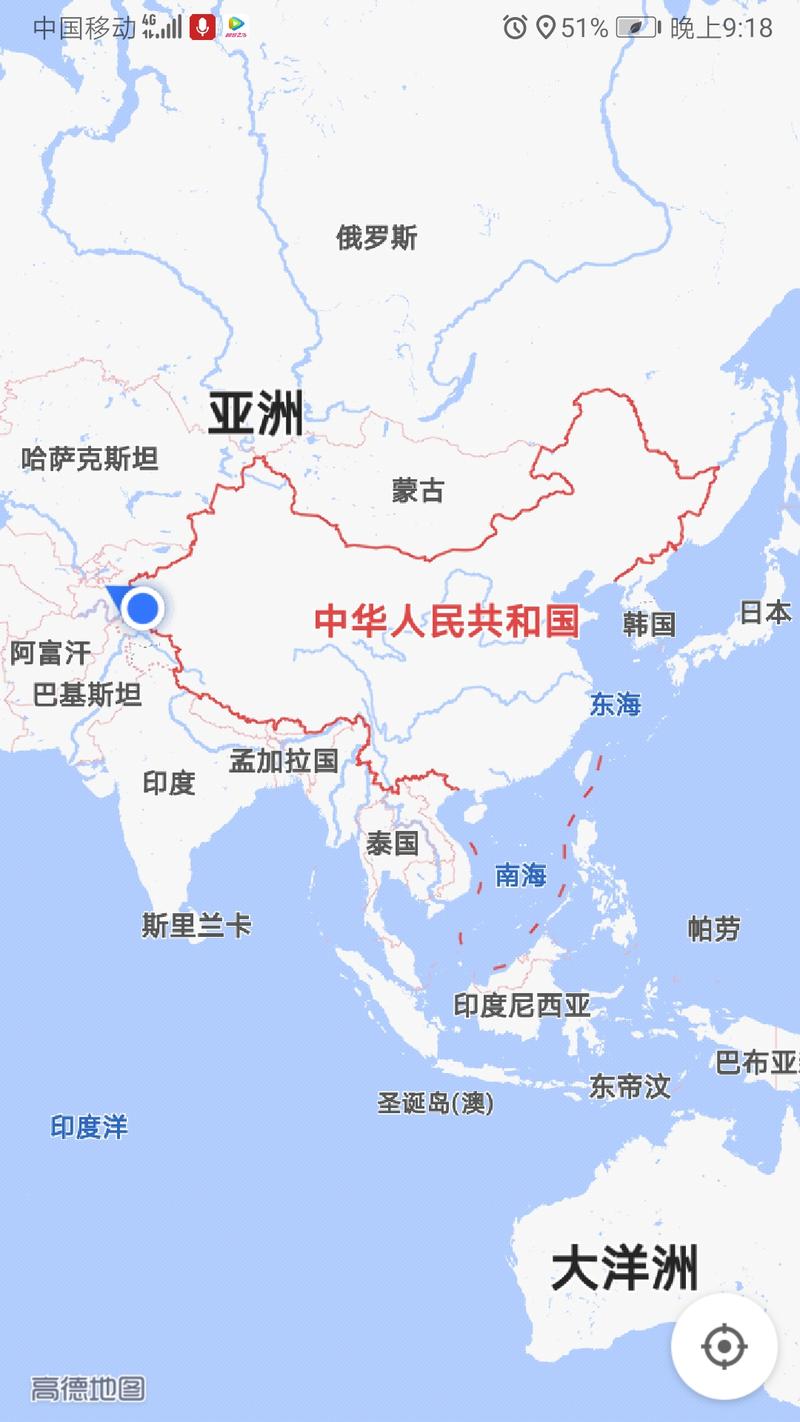 中国移动 4G 51% 晚上9:18
俄罗斯
亚洲
哈萨克斯坦
蒙古
中华人民共和国
韩国
日本
阿富汗
巴基斯坦
东海
孟加拉国
印度
泰国
南海
斯里兰卡
帕劳
印度尼西亚
巴布亚
东帝汶
圣诞岛(澳)
印度洋
大洋洲
高德地图